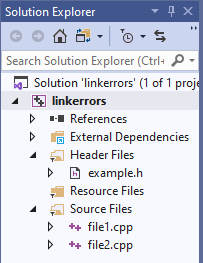 Solution Explorer
Search Solution Explorer (Ctrl+
Solution 'linkerrors' (1 of 1 proje
linkerrors
References
External Dependencies
Header Files
example.h
Resource Files
Source Files
file1.cpp
file2.cpp